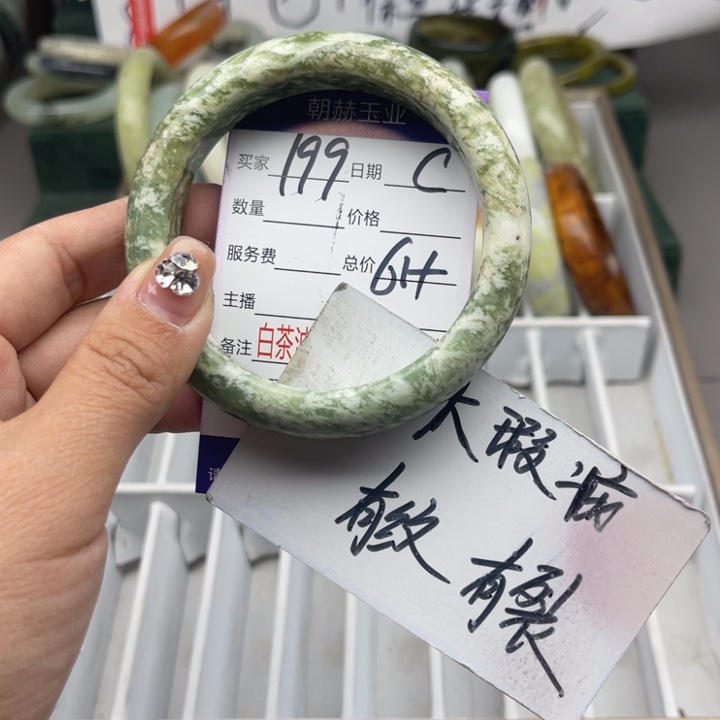 朝赫玉业
买家 199 日期 C
数量 价格
服务费 总价 6H
主播
备注 白茶
大瑕疵
有纹 有裂